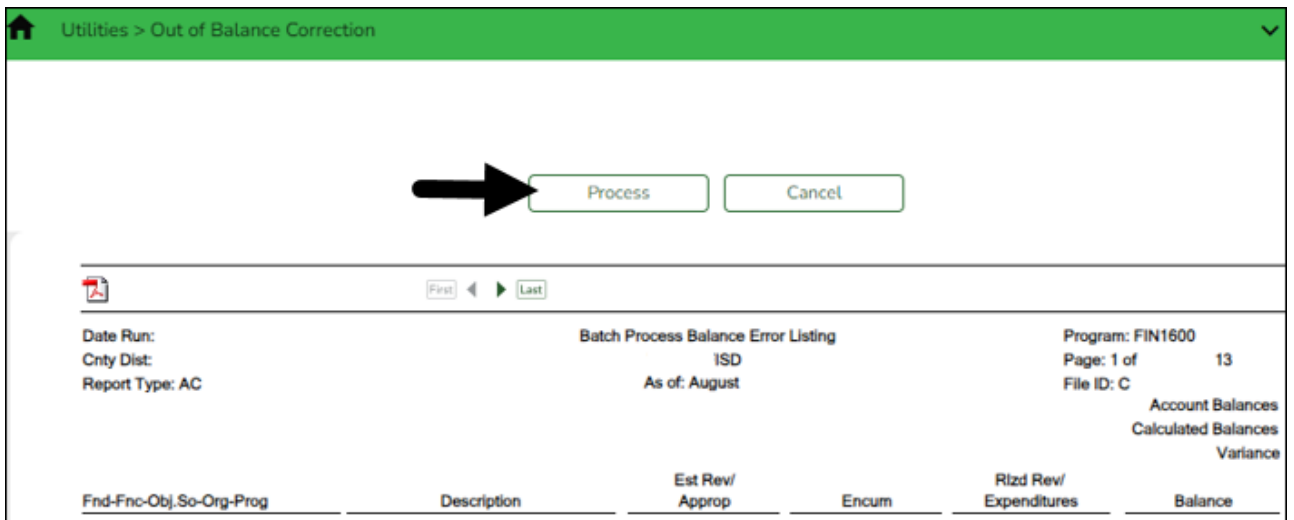 Utilities > Out of Balance Correction
Process Cancel
First Last
Date Run: Batch Process Balance Error Listing Program: FIN1600
Cnty Dist: ISD Page: 1 of 13
Report Type: AC As of: August File ID: C
Account Balances
Calculated Balances
Variance
Est Rev/ Rlzd Rev/
Fnd-Fnc-Obj.So-Org-Prog Description Approp Encum Expenditures Balance